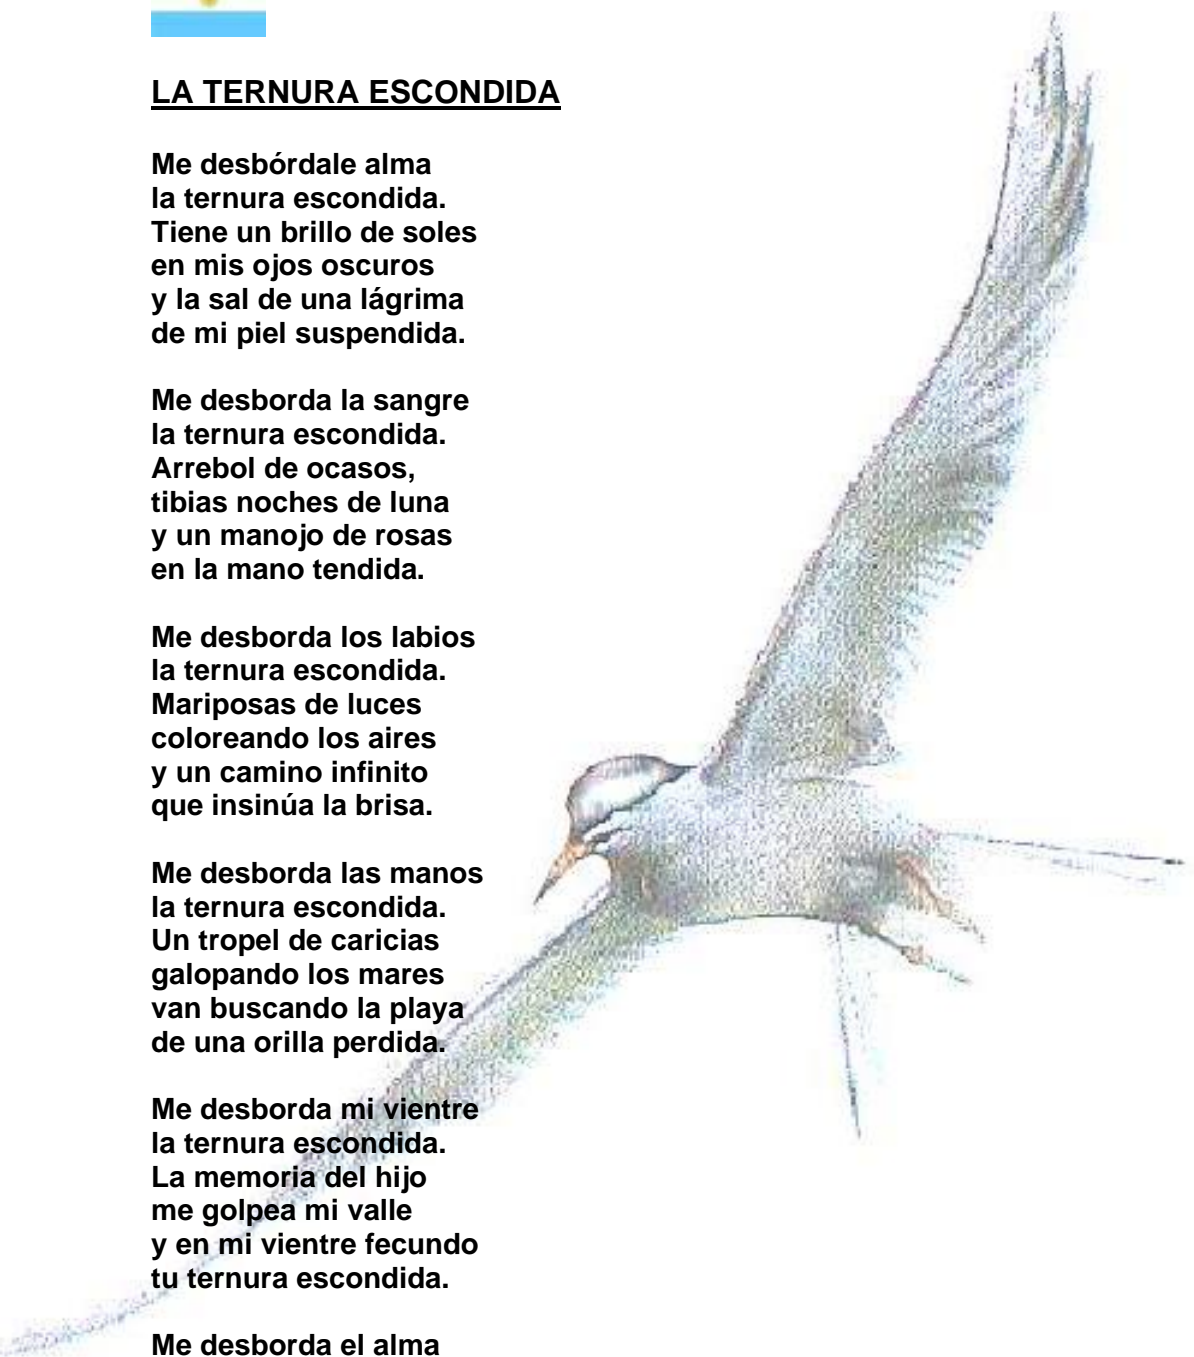 LA TERNURA ESCONDIDA
Me desbórdale alma
la ternura escondida.
Tiene un brillo de soles
en mis ojos oscuros
y la sal de una lágrima
de mi piel suspendida.
Me desborda la sangre
la ternura escondida.
Arrebol de ocasos,
tibias noches de luna
y un manojo de rosas
en la mano tendida.
Me desborda los labios
la ternura escondida.
Mariposas de luces
coloreando los aires
y un camino infinito
que insinúa la brisa.
Me desborda las manos
la ternura escondida.
Un tropel de caricias
galopando los mares
van buscando la playa
de una orilla perdida.
Me desborda mi vientre
la ternura escondida.
La memoria del hijo
me golpea mi valle
y en mi vientre fecundo
tu ternura escondida.
Me desborda el alma